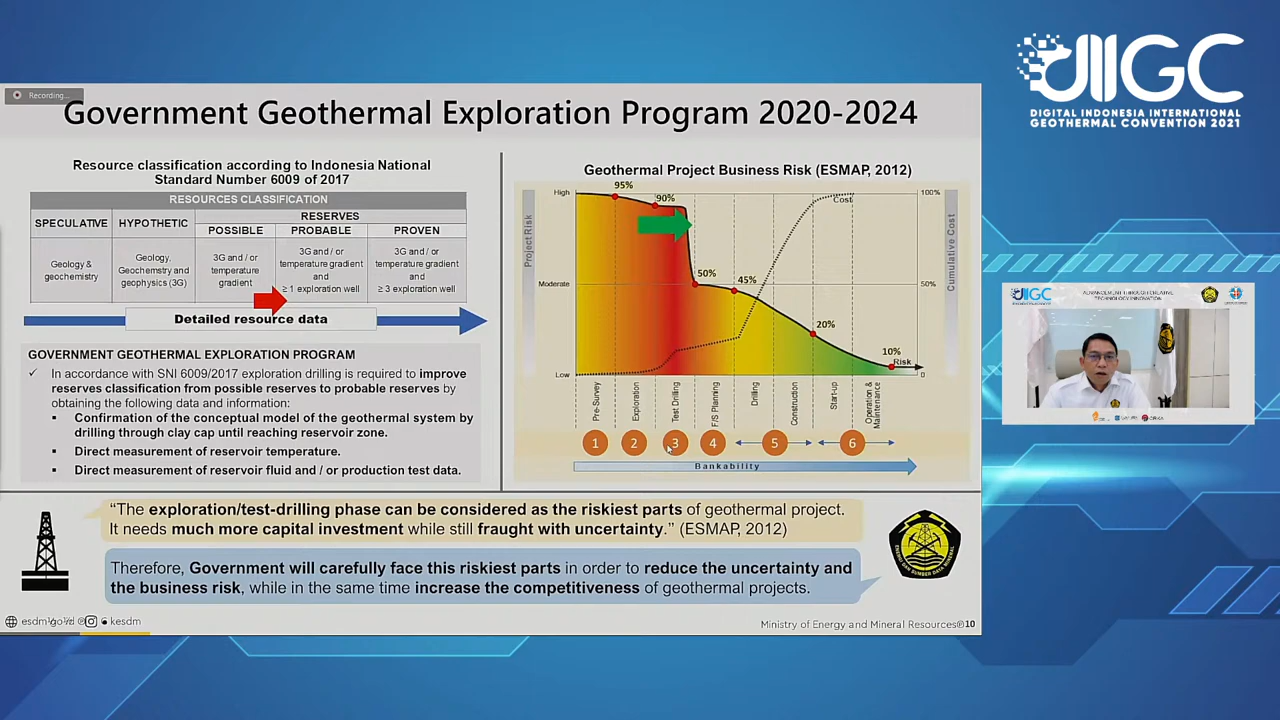 Recording...
Government Geothermal Exploration Program 2020-2024
JIIGC
DIGITAL INDONESIA INTERNATIONAL
GEOTHERMAL CONVENTION 2021
Resource classification according to Indonesia National
Standard Number 6009 of 2017
RESOURCES CLASSIFICATION
SPECULATIVE
HYPOTHETIC
RESERVES
POSSIBLE
PROBABLE
PROVEN
Geology &
geochemistry
Geology,
Geochemistry and
geophysics (3G)
3G and / or
temperature
gradient
3G and / or
temperature gradient
and
≥ 1 exploration well
3G and / or
temperature gradient
and
≥ 3 exploration well
Detailed resource data
GOVERNMENT GEOTHERMAL EXPLORATION PROGRAM
✓ In accordance with SNI 6009/2017 exploration drilling is required to improve
reserves classification from possible reserves to probable reserves by
obtaining the following data and information:
▪ Confirmation of the conceptual model of the geothermal system by
drilling through clay cap until reaching reservoir zone.
▪ Direct measurement of reservoir temperature.
▪ Direct measurement of reservoir fluid and / or production test data.
Geothermal Project Business Risk (ESMAP, 2012)
Project Risk
High
Moderate
Low
95%
90%
50%
45%
20%
10%
Cost
Risk
100%
50%
0
Cumulative Cost
Pre-Survey
Exploration
Test Drilling
F/S Planning
Drilling
Construction
Start-up
Operation &
Maintenance
1 2 3 4 5 6
Bankability
“The exploration/test-drilling phase can be considered as the riskiest parts of geothermal project.
It needs much more capital investment while still fraught with uncertainty.” (ESMAP, 2012)
Therefore, Government will carefully face this riskiest parts in order to reduce the uncertainty and
the business risk, while in the same time increase the competitiveness of geothermal projects.
ENERGI DAN SUMBER DAYA MINERAL
kesdm
Ministry of Energy and Mineral Resources® 10
JIIGC
ADVANCEMENT THROUGH CREATIVE
TECHNOLOGY INNOVATION